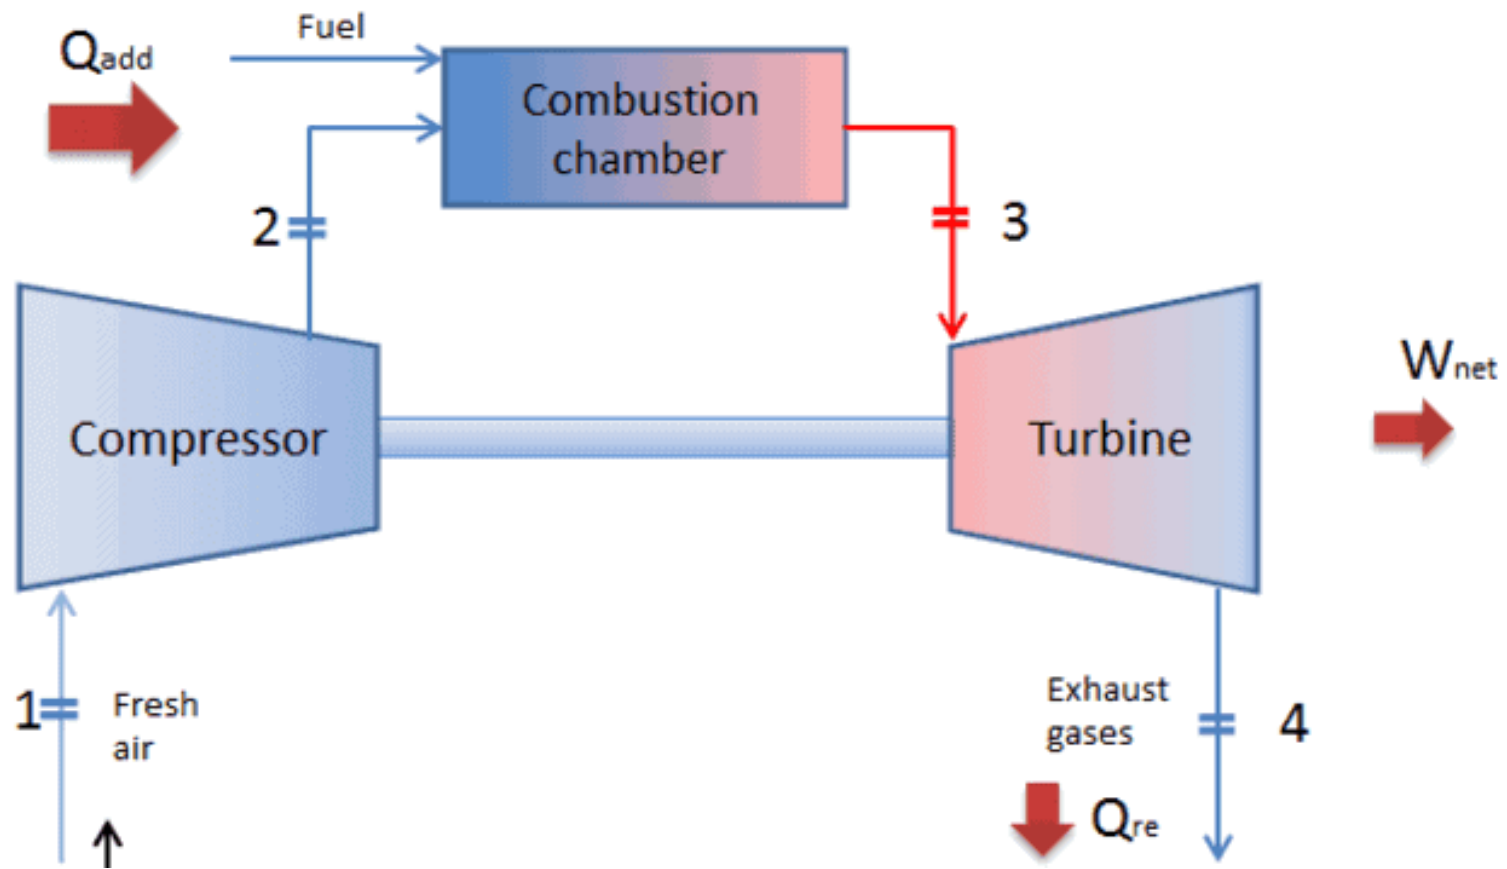 Fuel
Qadd
Combustion
chamber
2
3
Wnet
Compressor
Turbine
1
Fresh
air
Exhaust
gases
4
Qre